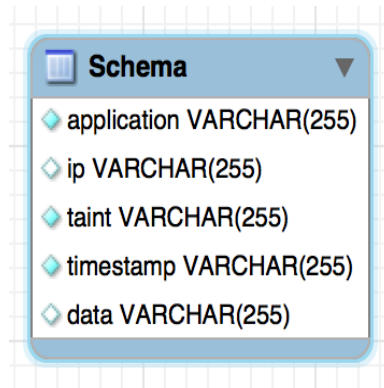 Schema
application VARCHAR(255)
ip VARCHAR(255)
taint VARCHAR(255)
timestamp VARCHAR(255)
data VARCHAR(255)